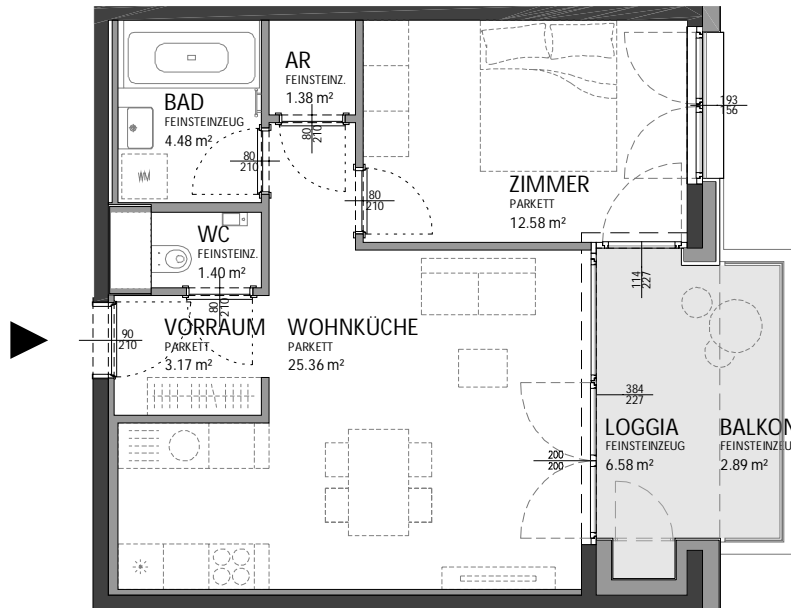 AR
FEINSTEINZ.
1.38 m²
BAD
FEINSTEINZEUG
4.48 m²
WM
80
210
80
210
80
210
193
156
ZIMMER
PARKETT
12.58 m²
WC
FEINSTEINZ.
1.40 m²
80
210
114
227
90
210
VORRAUM
PARKETT
3.17 m²
WOHNKÜCHE
PARKETT
25.36 m²
384
227
LOGGIA
FEINSTEINZEUG
6.58 m²
BALKON
FEINSTEINZEU
2.89 m²
200
200